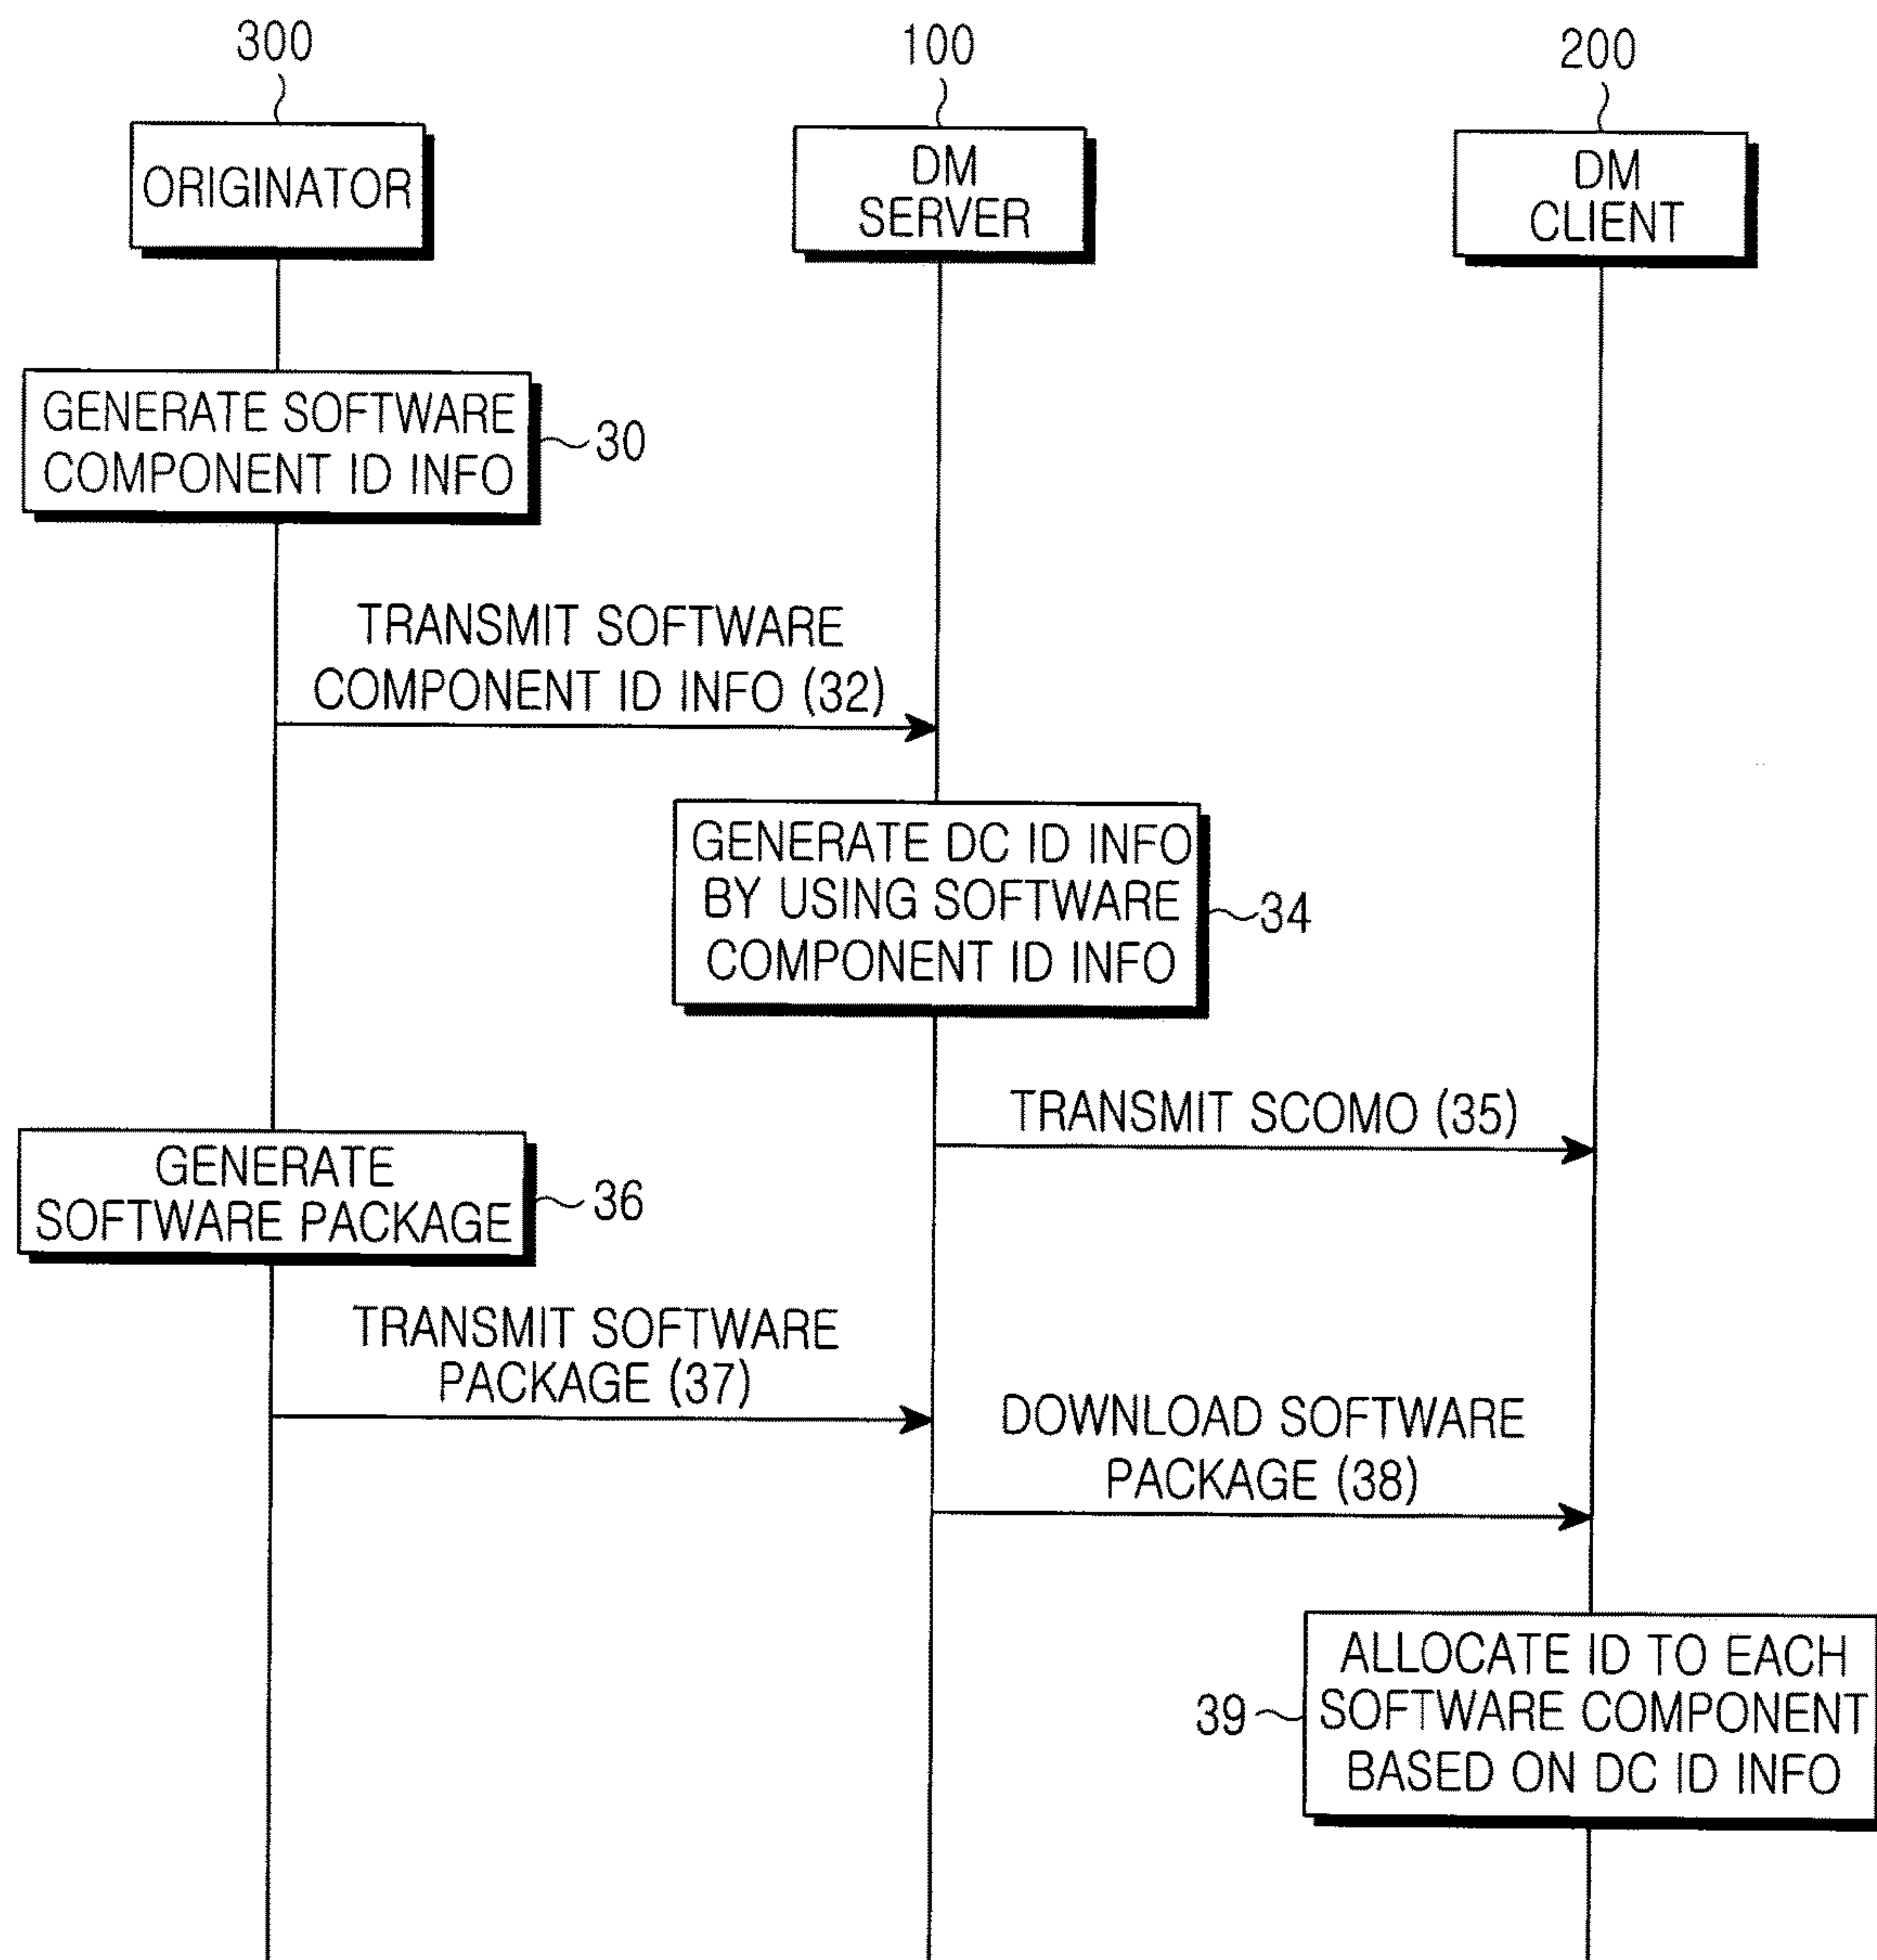 300
100
200
ORIGINATOR
DM
SERVER
DM
CLIENT
GENERATE SOFTWARE
COMPONENT ID INFO
30
TRANSMIT SOFTWARE
COMPONENT ID INFO (32)
GENERATE DC ID INFO
BY USING SOFTWARE
COMPONENT ID INFO
34
TRANSMIT SCOMO (35)
GENERATE
SOFTWARE PACKAGE
36
TRANSMIT SOFTWARE
PACKAGE (37)
DOWNLOAD SOFTWARE
PACKAGE (38)
ALLOCATE ID TO EACH
SOFTWARE COMPONENT
BASED ON DC ID INFO
39